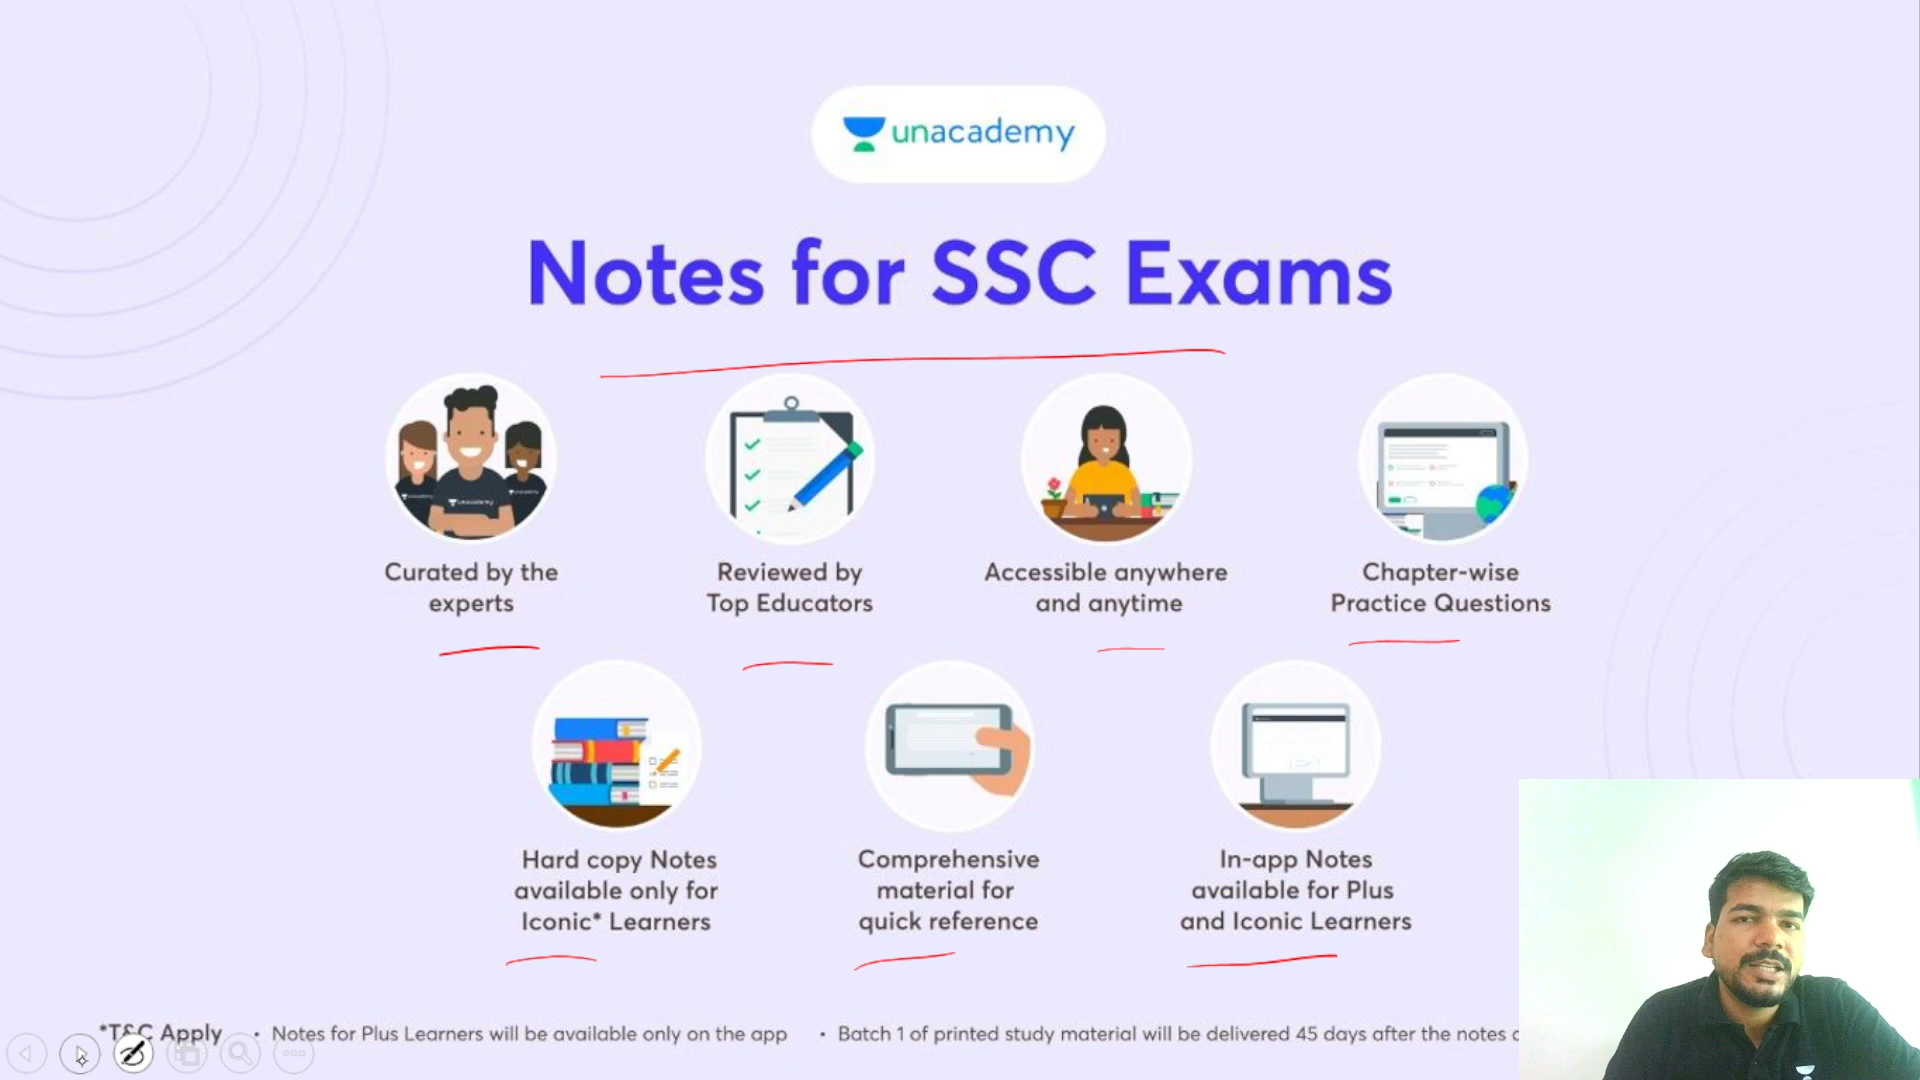 unacademy
Notes for SSC Exams
Curated by the
experts
Reviewed by
Top Educators
Accessible anywhere
and anytime
Chapter-wise
Practice Questions
Hard copy Notes
available only for
Iconic* Learners
Comprehensive
material for
quick reference
In-app Notes
available for Plus
and Iconic Learners
*T&C Apply • Notes for Plus Learners will be available only on the app • Batch 1 of printed study material will be delivered 45 days after the notes